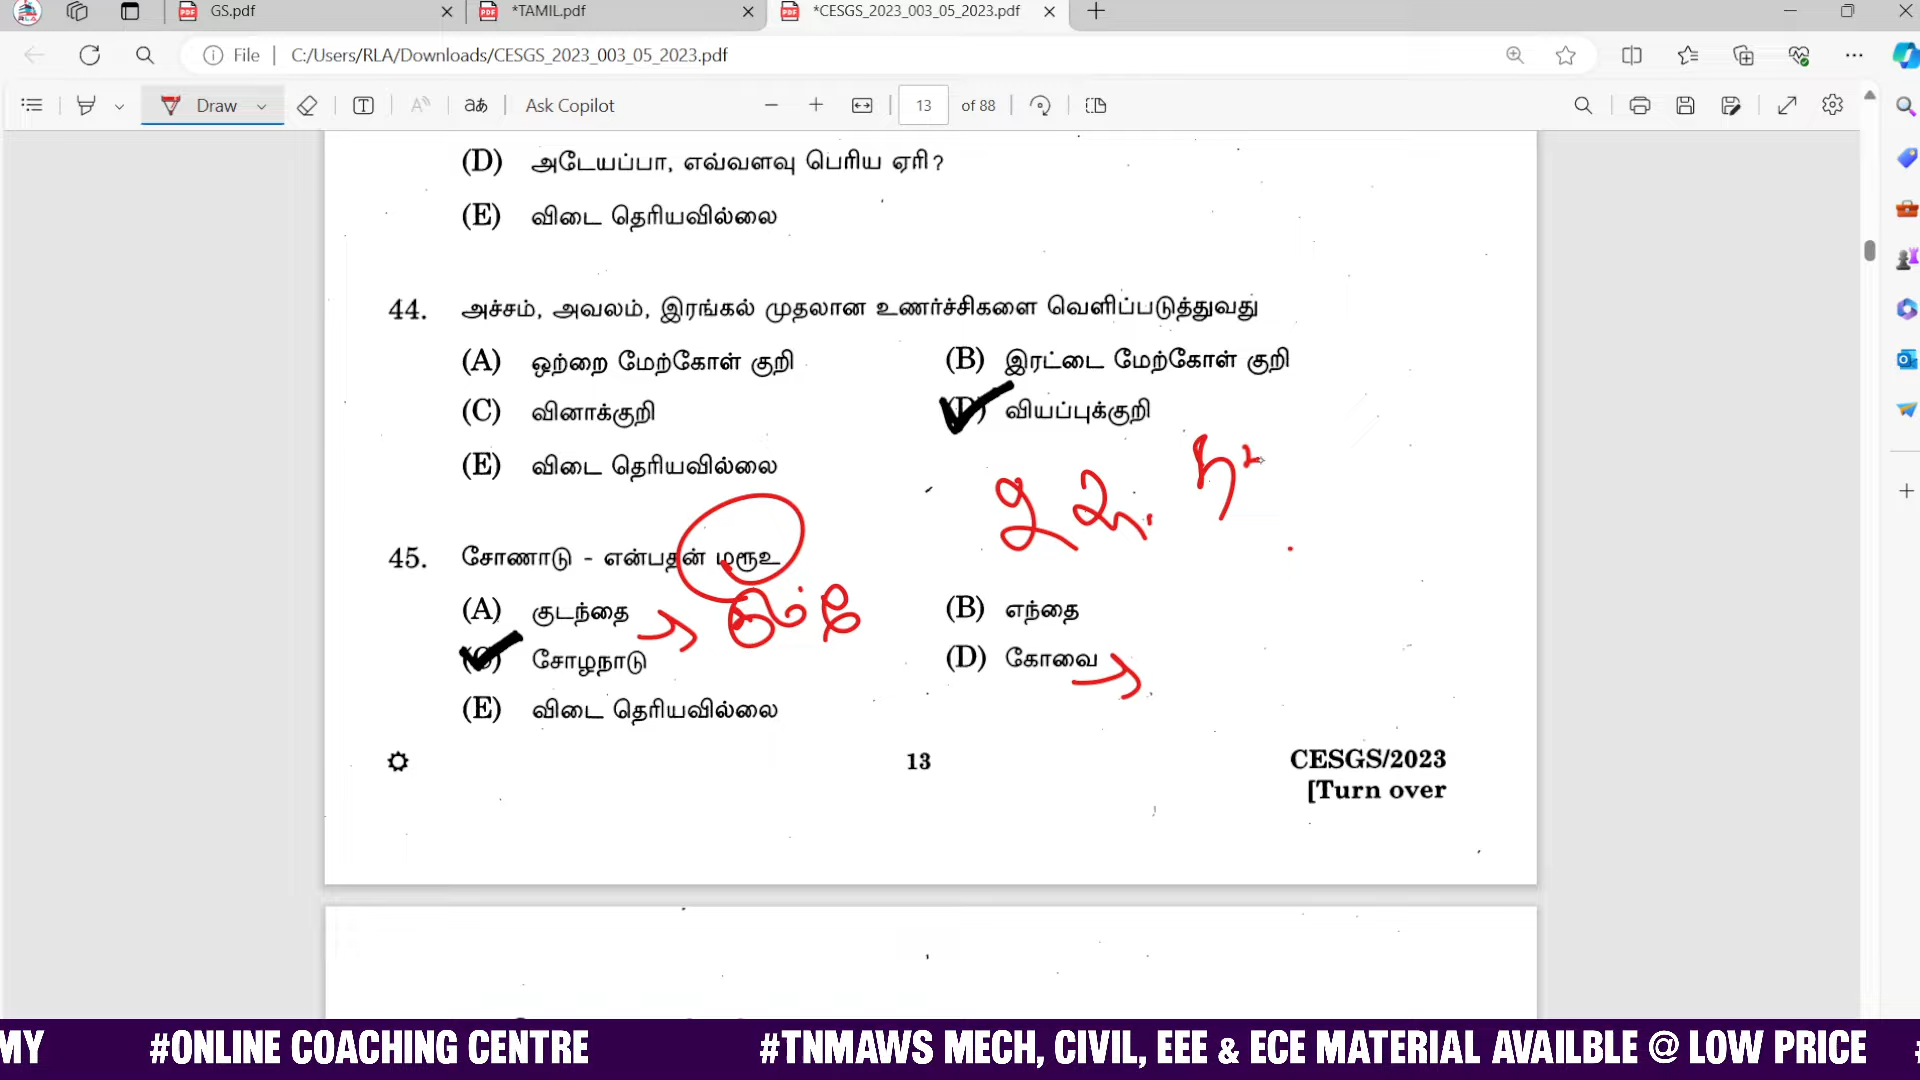 GS.pdf
*TAMIL.pdf
*CESGS_2023_003_05_2023.pdf
File | C:/Users/RLA/Downloads/CESGS_2023_003_05_2023.pdf
Draw
Ask Copilot
13 of 88
(D) அடேயப்பா, எவ்வளவு பெரிய ஏரி?
(E) விடை தெரியவில்லை
44. அச்சம், அவலம், இரங்கல் முதலான உணர்ச்சிகளை வெளிப்படுத்துவது
(A) ஒற்றை மேற்கோள் குறி (B) இரட்டை மேற்கோள் குறி
(C) வினாக்குறி (D) வியப்புக்குறி
(E) விடை தெரியவில்லை
45. சோணாடு - என்பதன் மரூஉ
(A) குடந்தை (B) எந்தை
(C) சோழநாடு (D) கோவை
(E) விடை தெரியவில்லை
13
CESGS/2023
[Turn over
MY #ONLINE COACHING CENTRE #TNMAWS MECH, CIVIL, EEE & ECE MATERIAL AVAILBLE @ LOW PRICE